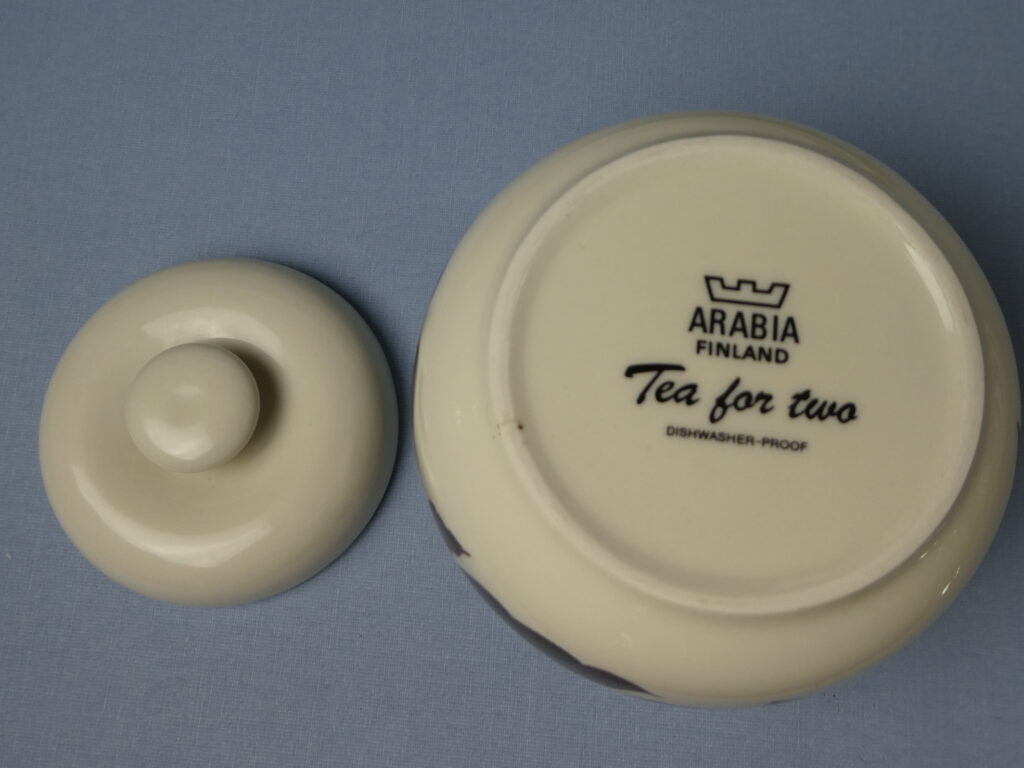 ARABIA
FINLAND
Tea for two
DISHWASHER-PROOF